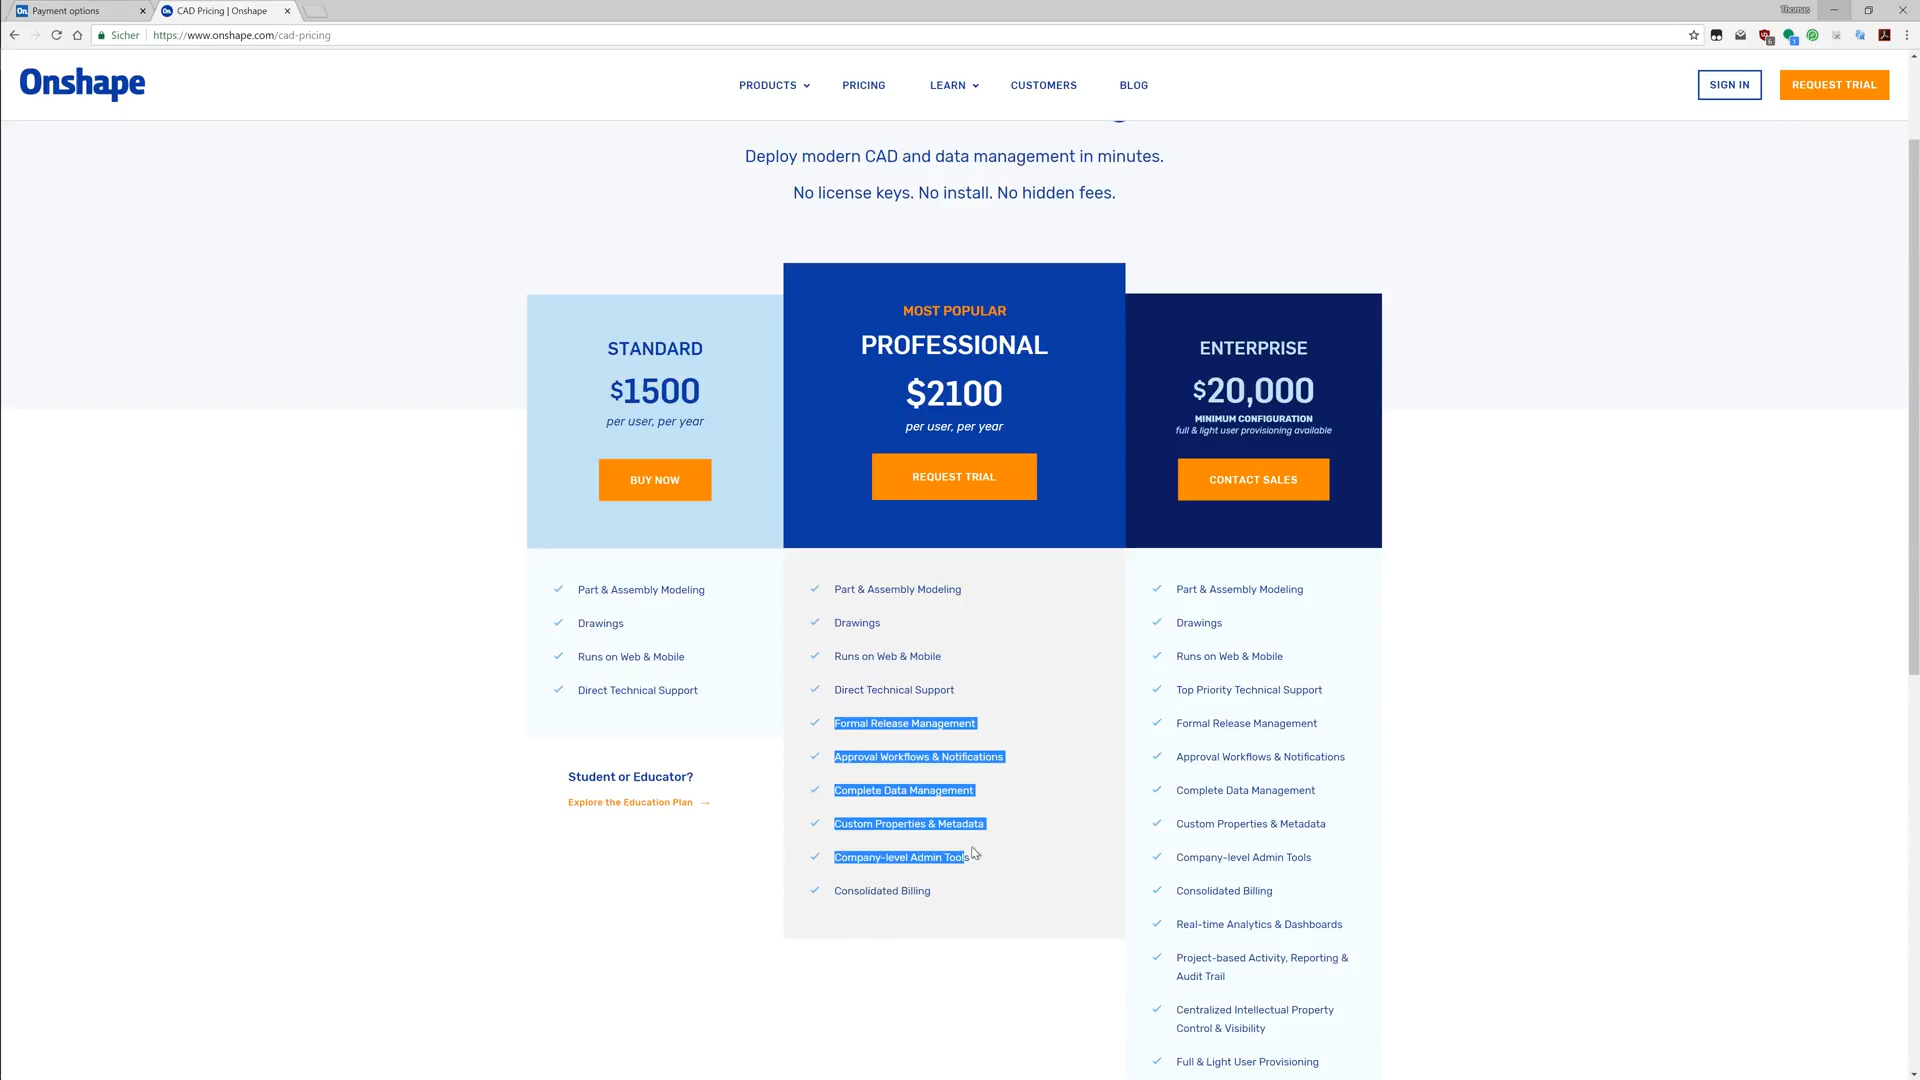 Payment options
CAD Pricing | Onshape
Thomas
Sicher
https://www.onshape.com/cad-pricing
Onshape
PRODUCTS
PRICING
LEARN
CUSTOMERS
BLOG
SIGN IN
REQUEST TRIAL
Deploy modern CAD and data management in minutes.
No license keys. No install. No hidden fees.
STANDARD
$1500
per user, per year
BUY NOW
Part & Assembly Modeling
Drawings
Runs on Web & Mobile
Direct Technical Support
Student or Educator?
Explore the Education Plan →
MOST POPULAR
PROFESSIONAL
$2100
per user, per year
REQUEST TRIAL
Part & Assembly Modeling
Drawings
Runs on Web & Mobile
Direct Technical Support
Formal Release Management
Approval Workflows & Notifications
Complete Data Management
Custom Properties & Metadata
Company-level Admin Tools
Consolidated Billing
ENTERPRISE
$20,000
MINIMUM CONFIGURATION
full & light user provisioning available
CONTACT SALES
Part & Assembly Modeling
Drawings
Runs on Web & Mobile
Top Priority Technical Support
Formal Release Management
Approval Workflows & Notifications
Complete Data Management
Custom Properties & Metadata
Company-level Admin Tools
Consolidated Billing
Real-time Analytics & Dashboards
Project-based Activity, Reporting &
Audit Trail
Centralized Intellectual Property
Control & Visibility
Full & Light User Provisioning